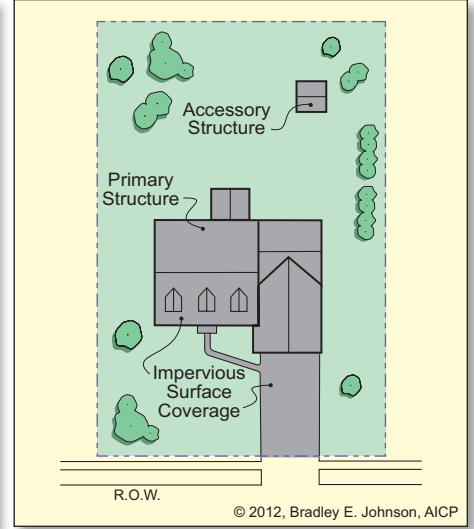 Accessory
Structure
Primary
Structure
Impervious
Surface
Coverage
R.O.W.
© 2012, Bradley E. Johnson, AICP